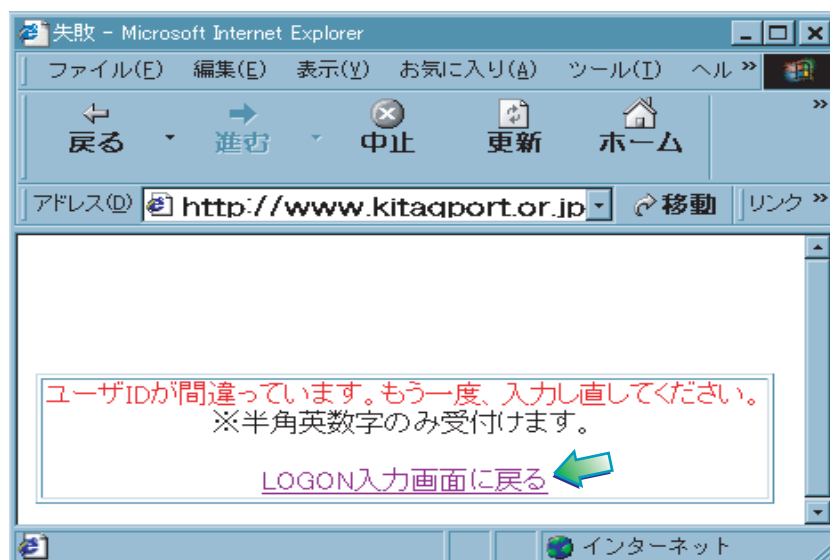 失敗 - Microsoft Internet Explorer
ファイル(F) 編集(E) 表示(V) お気に入り(A) ツール(T) ヘル »
戻る 進む 中止 更新 ホーム »
アドレス(D) http://www.kitaqport.or.jp 移動 リンク »
ユーザIDが間違っています。もう一度、入力し直してください。
※半角英数字のみ受付けます。
LOGON入力画面に戻る
インターネット